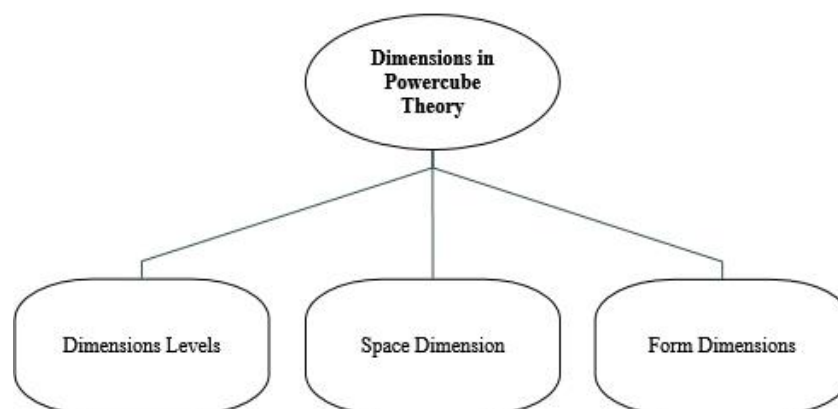 Dimensions in
Powercube
Theory
Dimensions Levels
Space Dimension
Form Dimensions